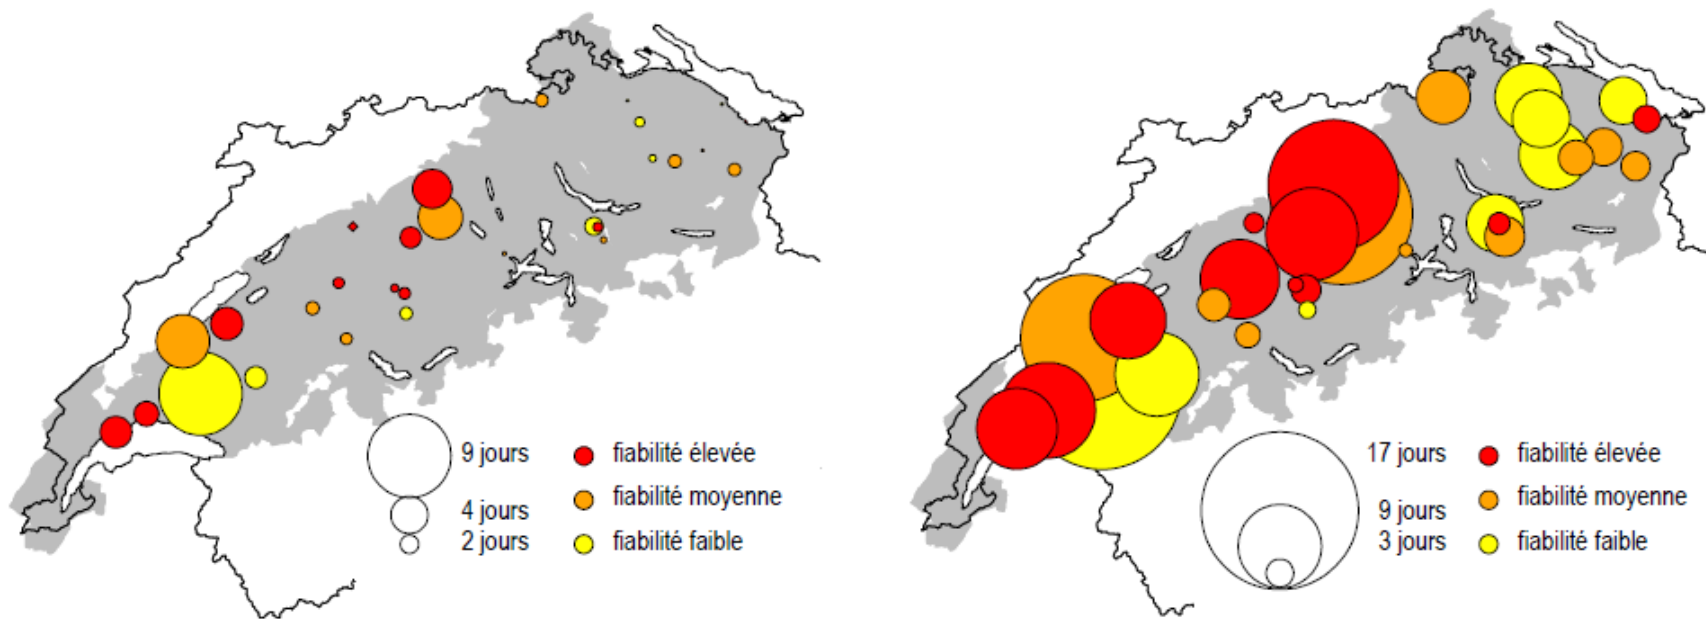 9 jours
fiabilité élevée
4 jours
fiabilité moyenne
2 jours
fiabilité faible
17 jours
fiabilité élevée
9 jours
fiabilité moyenne
3 jours
fiabilité faible